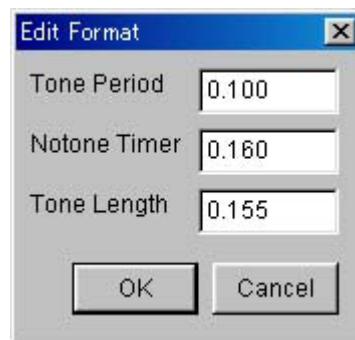 Edit Format
Tone Period 0.100
Notone Timer 0.160
Tone Length 0.155
OK Cancel